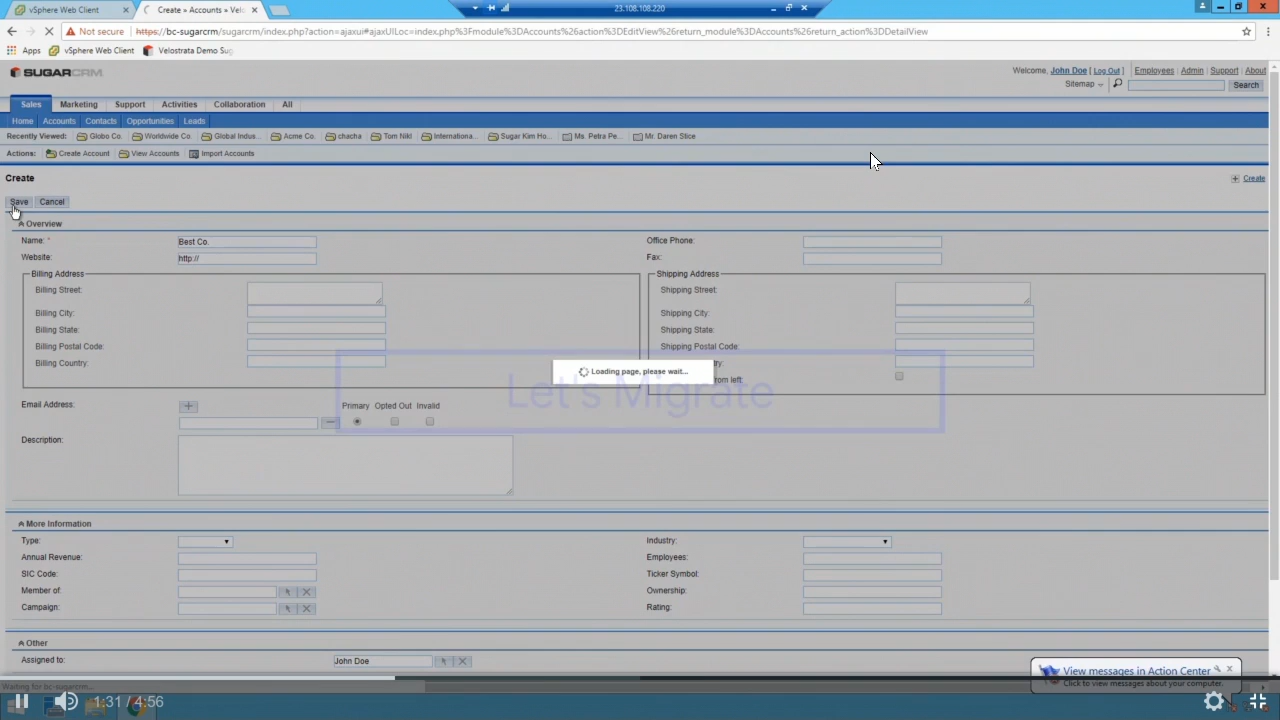 vSphere Web Client
Create » Accounts » Vel
23.108.108.220
Not secure https://bc-sugarcrm/sugarcrm/index.php?action=ajaxui#ajaxUILoc=index.php%3Fmodule%3DAccounts%26action%3DEditView%26return_module%3DAccounts%26return_action%3DDetailView
Apps vSphere Web Client Velostrata Demo Sug
SUGARCRM
Welcome, John Doe [ Log Out ] Employees Admin Support About
Sitemap Search
Sales Marketing Support Activities Collaboration All
Home Accounts Contacts Opportunities Leads
Recently Viewed: Globo Co. Worldwide Co. Global Indus... Acme Co. chacha Tom Nikl Internationa... Sugar Kim Ho... Ms. Petra Pe... Mr. Daren Slice
Actions: Create Account View Accounts Import Accounts
Create
Create
Save Cancel
Overview
Name: * Best Co. Office Phone:
Website: http:// Fax:
Billing Address Shipping Address
Billing Street: Shipping Street:
Billing City: Shipping City:
Billing State: Shipping State:
Billing Postal Code: Shipping Postal Code:
Billing Country: try:
Loading page, please wait...
rom left:
Let's Migrate
Email Address: Primary Opted Out Invalid
Description:
More Information
Type: Industry:
Annual Revenue: Employees:
SIC Code: Ticker Symbol:
Member of: Ownership:
Campaign: Rating:
Other
Assigned to: John Doe
View messages in Action Center
Click to view messages about your computer.
Waiting for bc-sugarcrm...
1:31 / 4:56